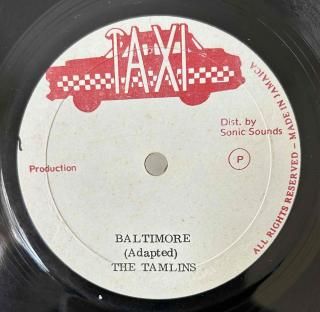 TAXI
Dist. by
Sonic Sounds
Production
P
ALL RIGHTS RESERVED – MADE IN JAMAICA
BALTIMORE
(Adapted)
THE TAMLINS